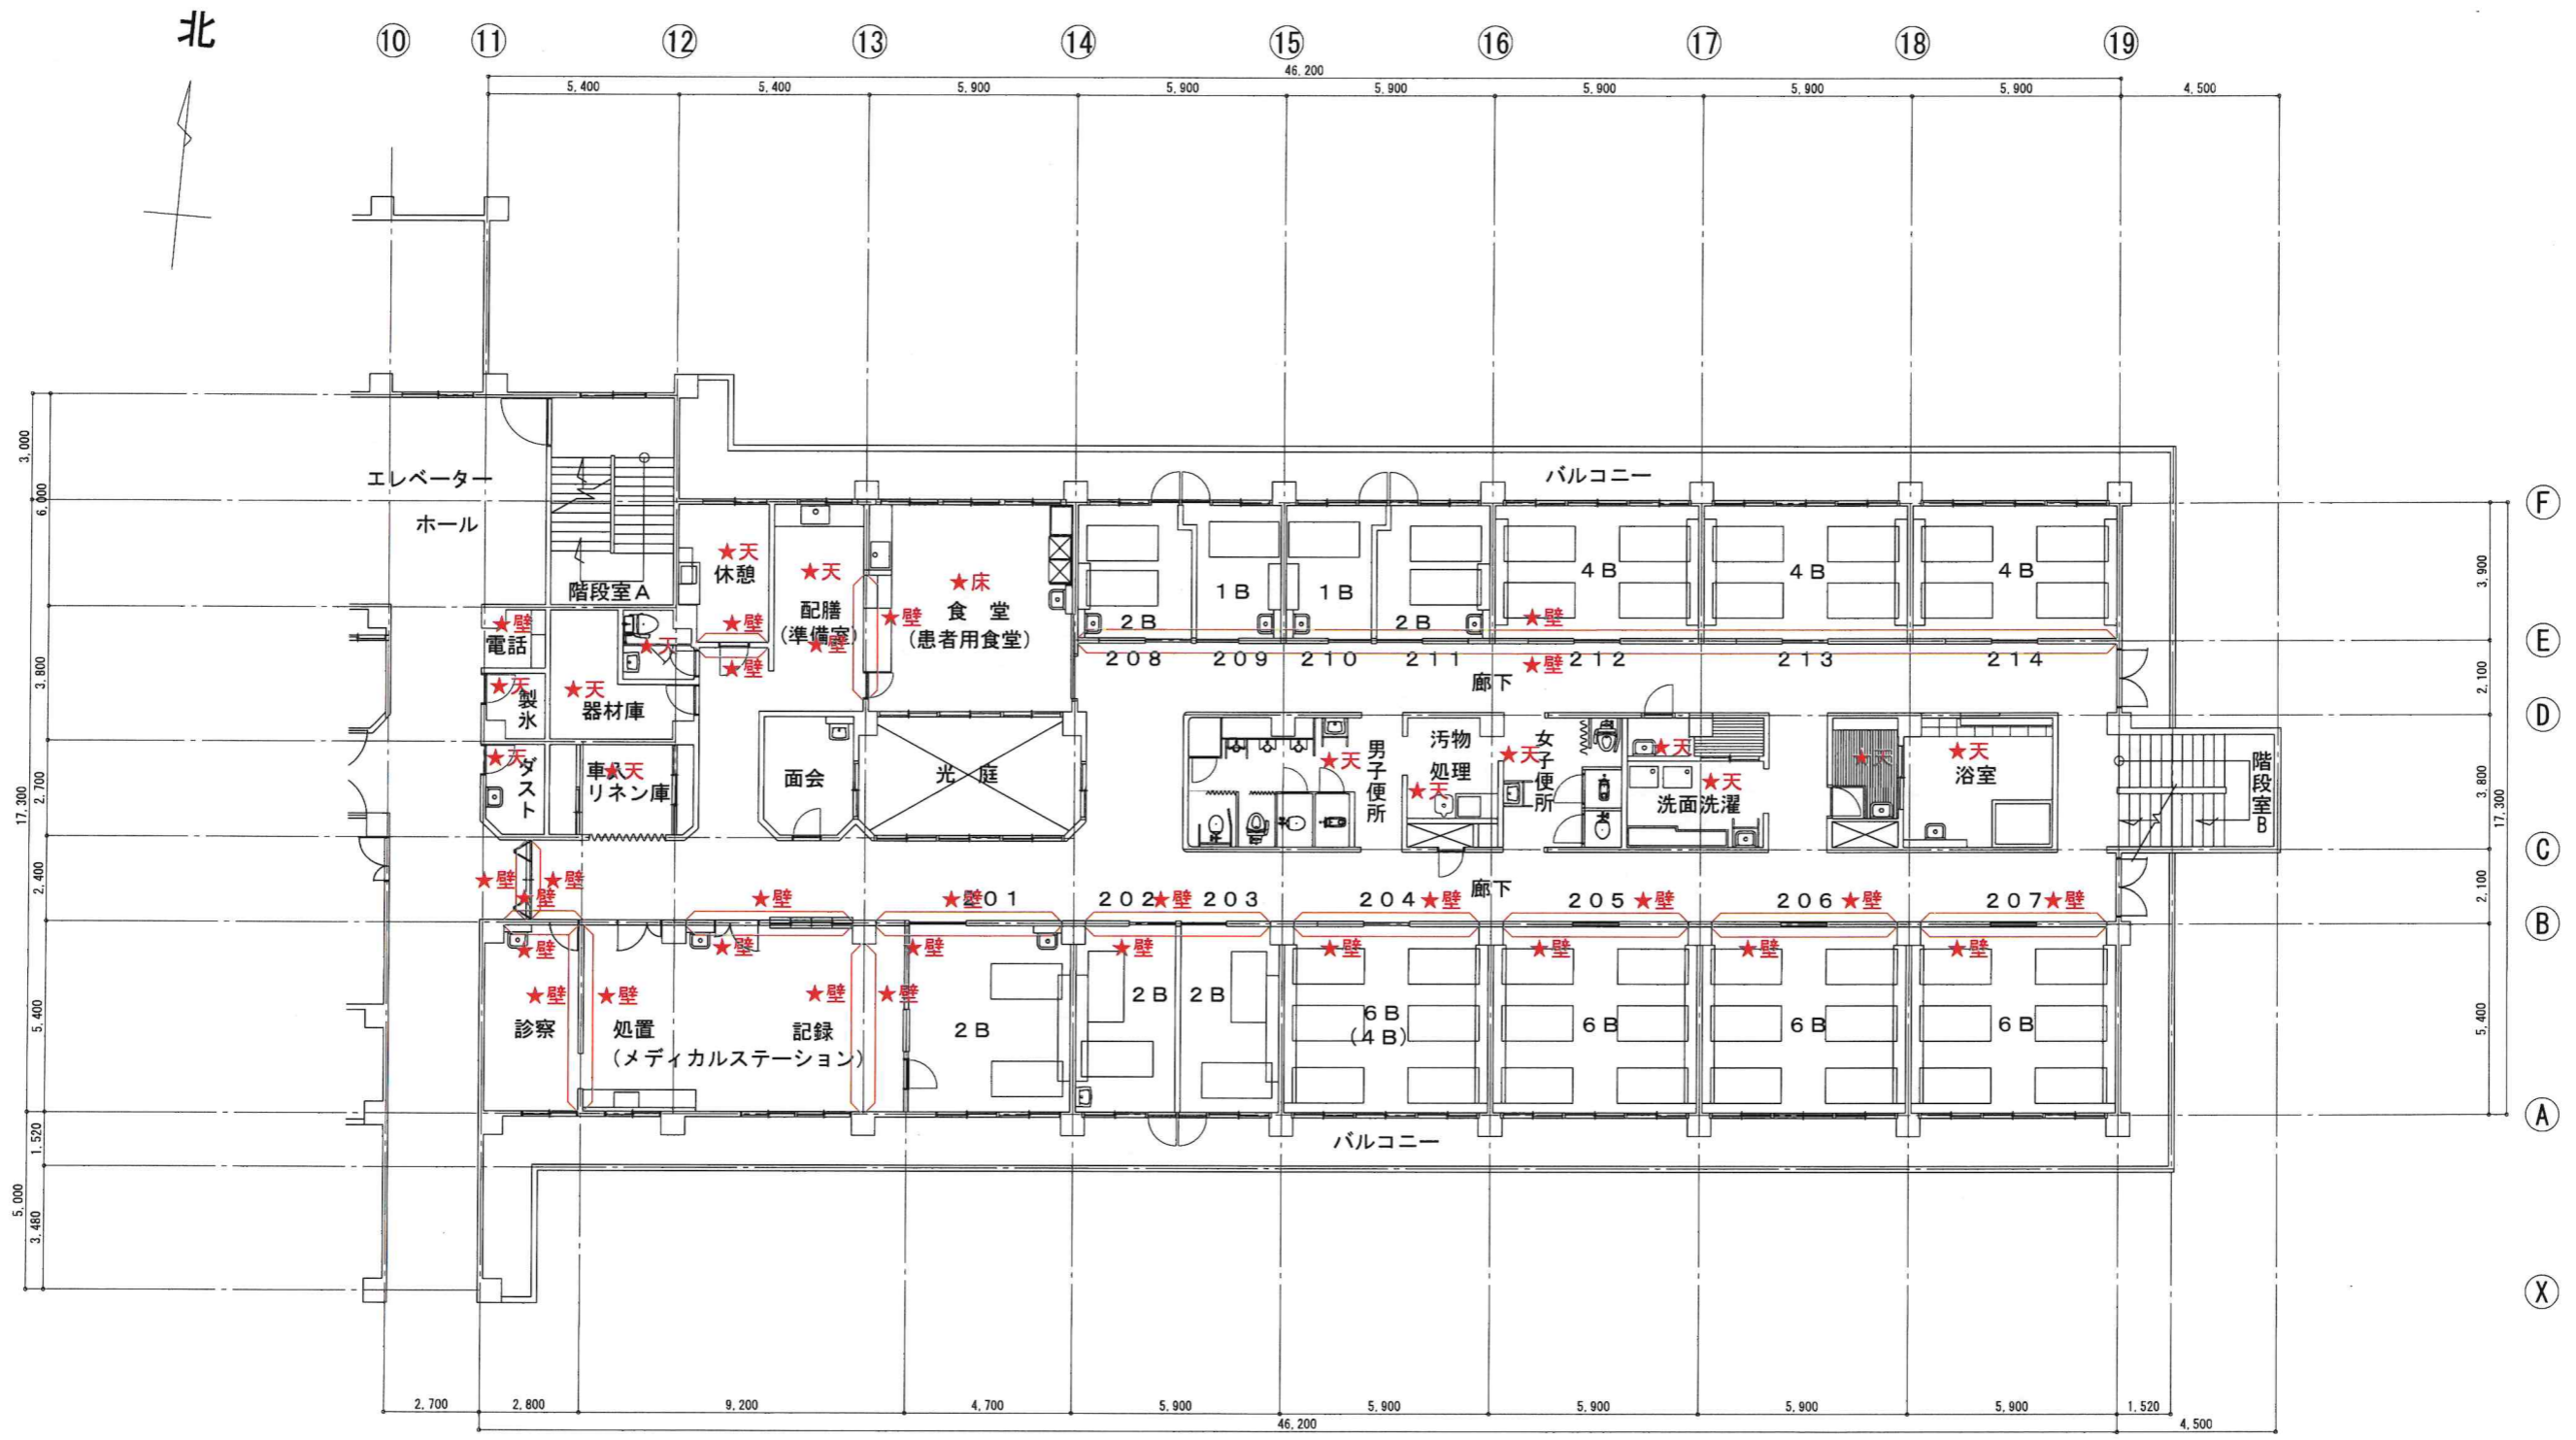 北
⑩ ⑪ ⑫ ⑬ ⑭ ⑮ ⑯ ⑰ ⑱ ⑲
46,200
5,400 5,400 5,900 5,900 5,900 5,900 5,900 5,900 4,500
3,000
6,000
3,800
2,700
17,300
2,400
5,400
1,520
5,000
3,480
エレベーター
ホール
バルコニー
階段室A
★天
休憩
★壁
★壁
★天
配膳
(準備室)
★壁
★壁
★床
食 堂
(患者用食堂)
2B 1B 1B 2B 4B 4B 4B
★壁
208 209 210 211 ★壁 212 213 214
廊下
★壁
電話
★天
★天
製氷
★天
器材庫
★天
ダスト
車入
★天
リネン庫
面会
光 庭
★天
男子便所
汚物
処理
★天
★天
女子便所
★天
★天
洗面洗濯
★天
★天
浴室
階段室B
廊下
★壁 ★壁
★壁
★壁 ★壁 201 202 ★壁 203 204 ★壁 205 ★壁 206 ★壁 207 ★壁
★壁 ★壁 ★壁 ★壁 ★壁 ★壁 ★壁 ★壁
★壁 ★壁 ★壁 ★壁
診察 処置 記録
(メディカルステーション)
2B 2B 2B 6B 6B 6B 6B
(4B)
バルコニー
Ⓕ
Ⓔ
Ⓓ
Ⓒ
Ⓑ
Ⓐ
Ⓧ
3,900
2,100
3,800
17,300
2,100
5,400
2,700 2,800 9,200 4,700 5,900 5,900 5,900 5,900 5,900 1,520
46,200 4,500